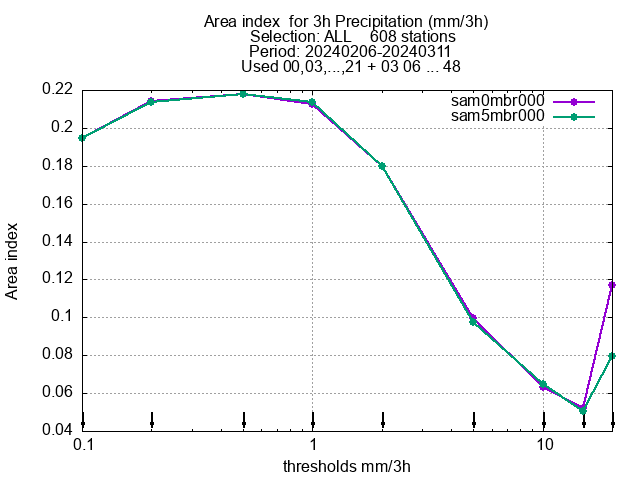 Area index  for 3h Precipitation (mm/3h)
Selection: ALL    608 stations
Period: 20240206-20240311
Used 00,03,...,21 + 03 06 ... 48
sam0mbr000
sam5mbr000
0.22
0.2
0.18
0.16
0.14
0.12
0.1
0.08
0.06
0.04
Area index
0.1 1 10
thresholds mm/3h